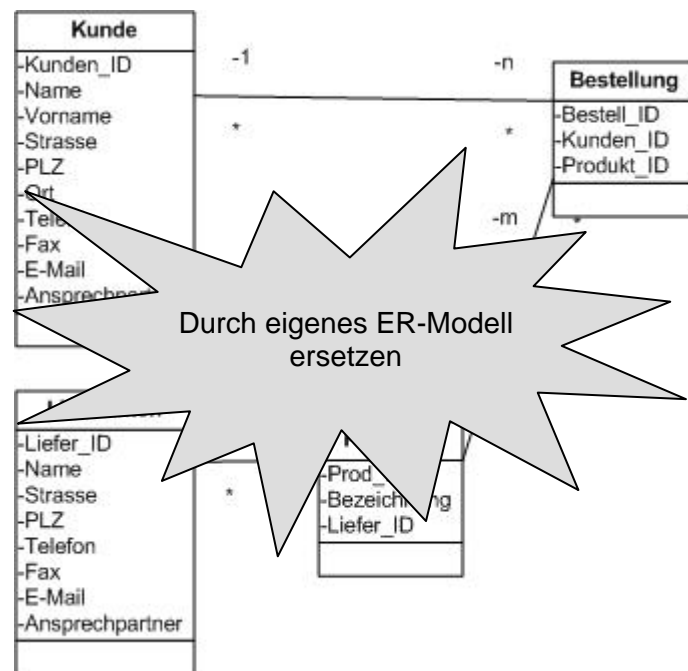 Kunde
-Kunden_ID
-Name
-Vorname
-Strasse
-PLZ
-Ort
-Fax
-E-Mail
-1
-n
*
*
Bestellung
-Bestell_ID
-Kunden_ID
-Produkt_ID
-m
Durch eigenes ER-Modell
ersetzen
-Liefer_ID
-Name
-Strasse
-PLZ
-Telefon
-Fax
-E-Mail
-Ansprechpartner
*
-Liefer_ID